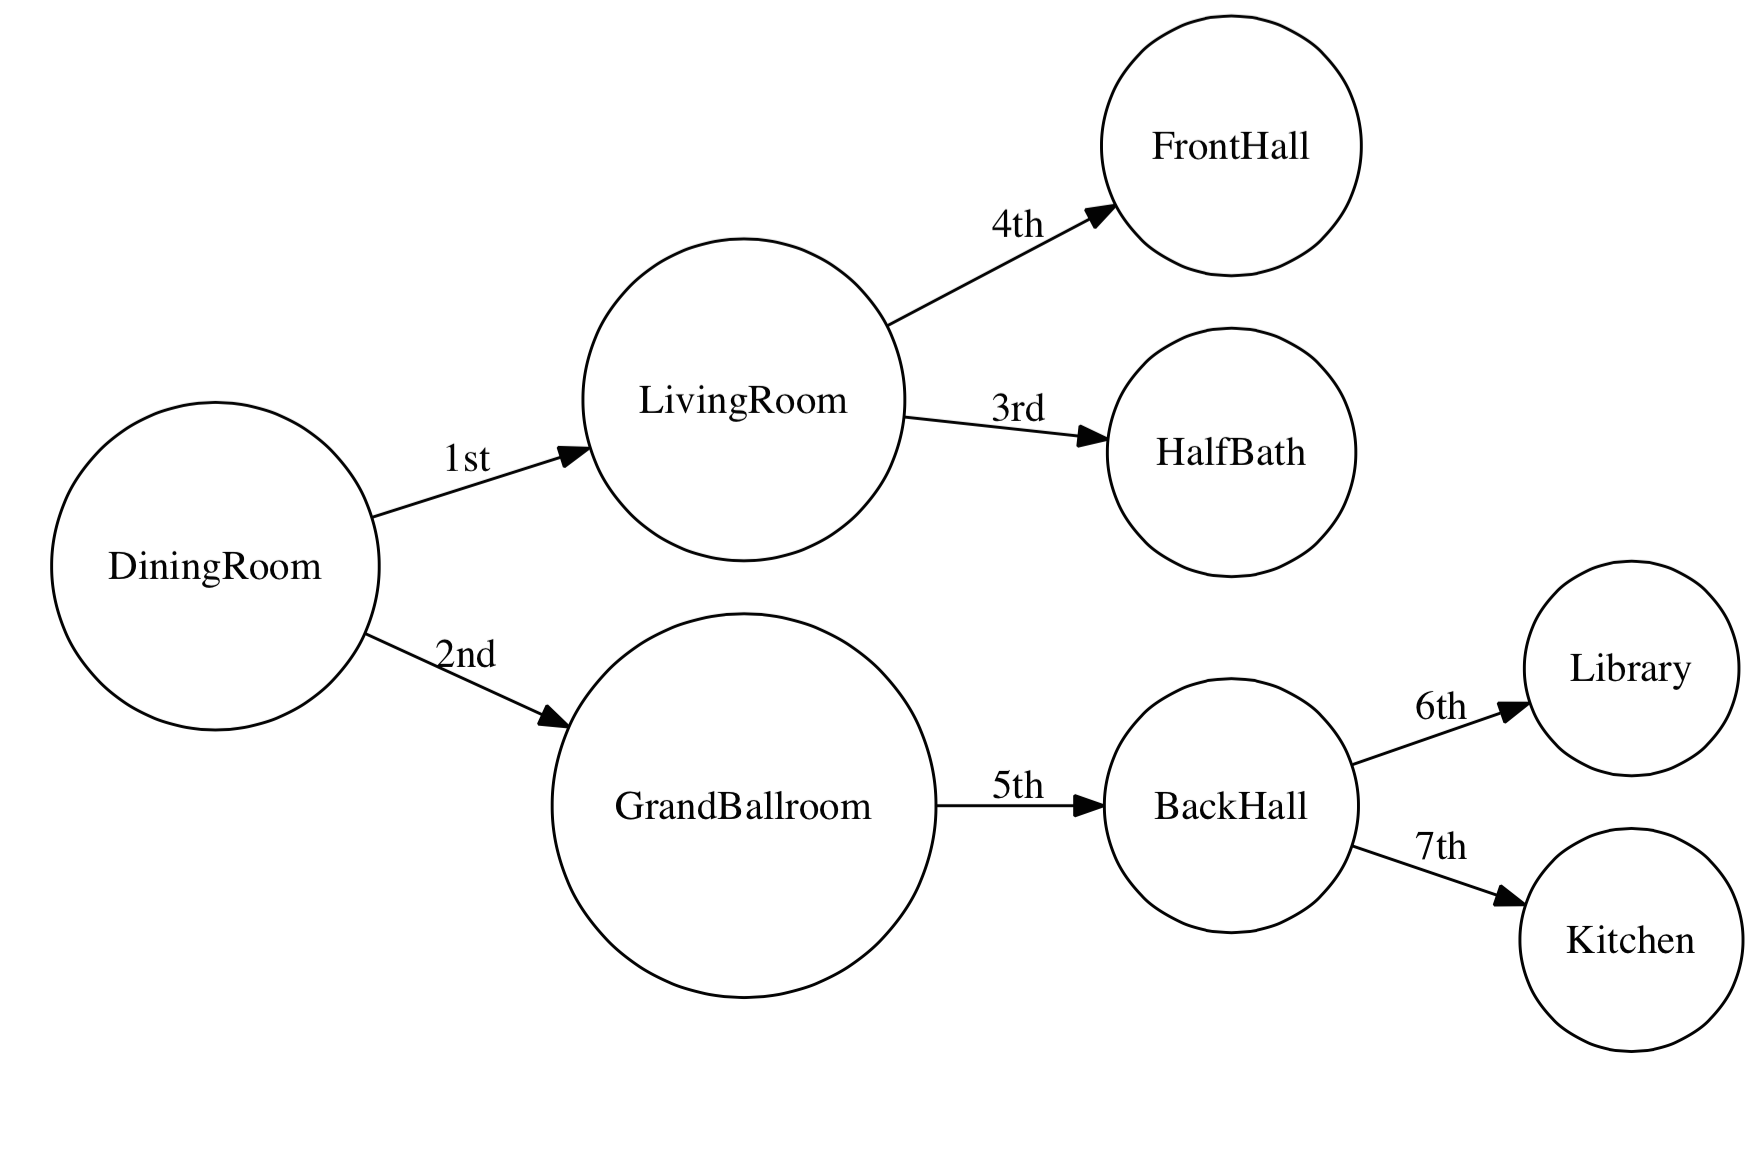 FrontHall
4th
LivingRoom
3rd
HalfBath
1st
DiningRoom
2nd
Library
6th
GrandBallroom
5th
BackHall
7th
Kitchen